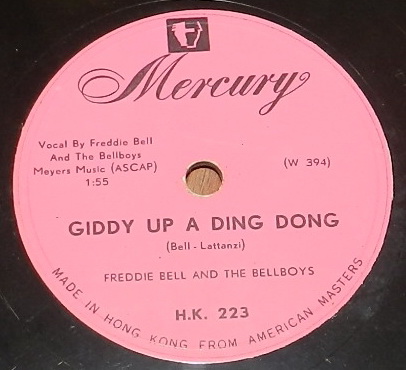 Mercury
Vocal By Freddie Bell
And The Bellboys
Meyers Music (ASCAP)
1:55
(W 394)
GIDDY UP A DING DONG
(Bell - Lattanzi)
FREDDIE BELL AND THE BELLBOYS
H.K. 223
MADE IN HONG KONG FROM AMERICAN MASTERS